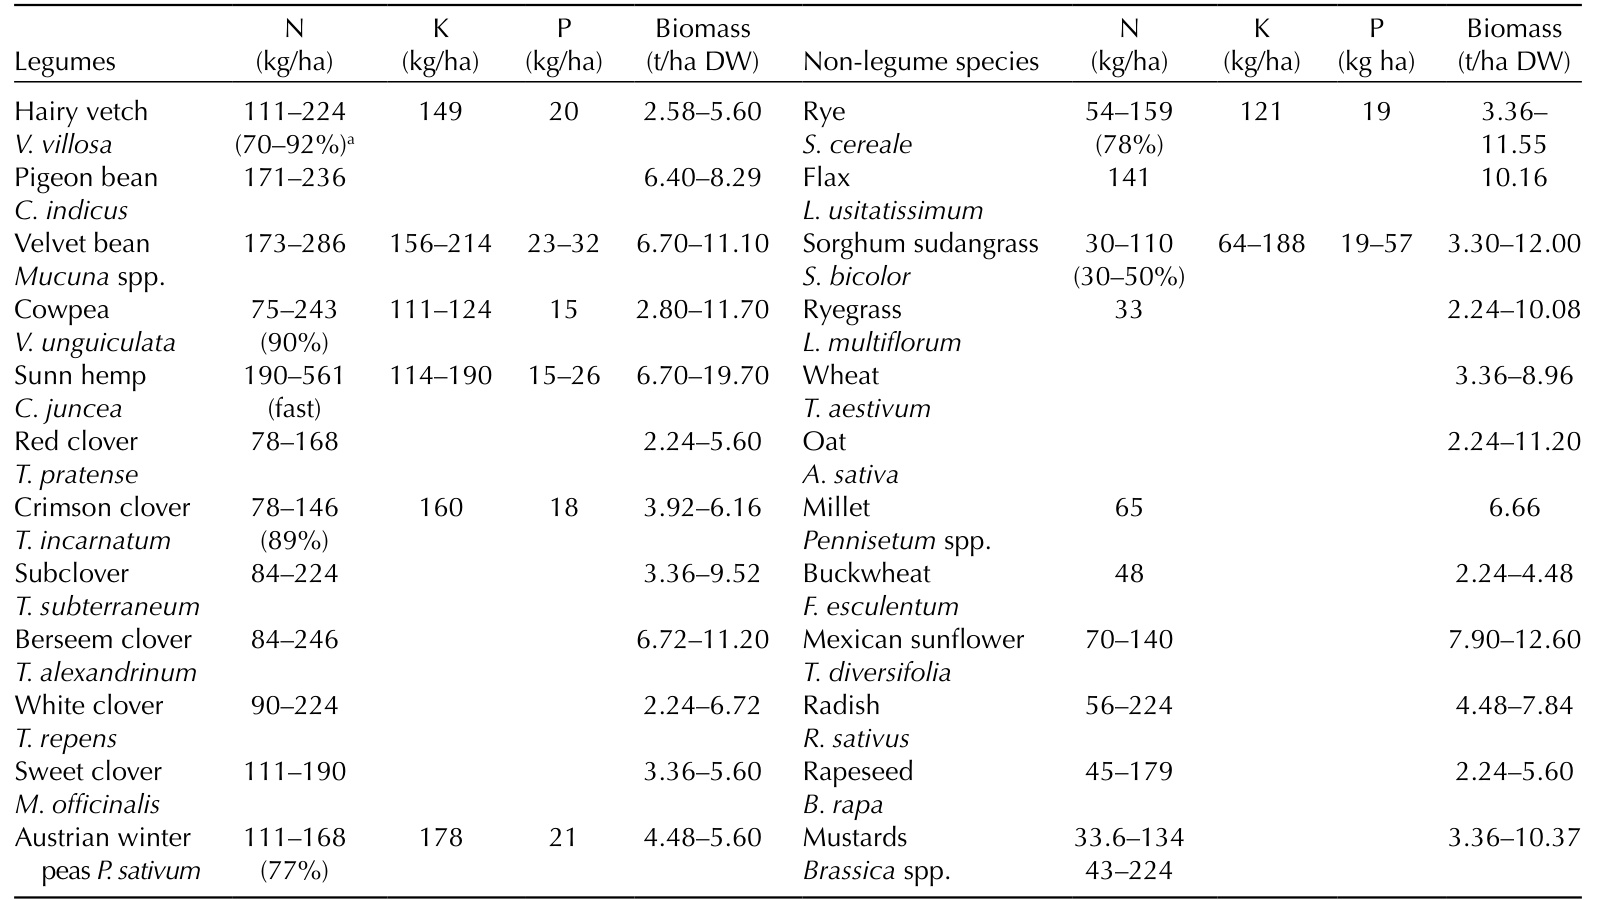 N K P Biomass N K P Biomass
Legumes (kg/ha) (kg/ha) (kg/ha) (t/ha DW) Non-legume species (kg/ha) (kg/ha) (kg ha) (t/ha DW)
Hairy vetch 111–224 149 20 2.58–5.60 Rye 54–159 121 19 3.36–
V. villosa (70–92%)ᵃ S. cereale (78%) 11.55
Pigeon bean 171–236 6.40–8.29 Flax 141 10.16
C. indicus L. usitatissimum
Velvet bean 173–286 156–214 23–32 6.70–11.10 Sorghum sudangrass 30–110 64–188 19–57 3.30–12.00
Mucuna spp. S. bicolor (30–50%)
Cowpea 75–243 111–124 15 2.80–11.70 Ryegrass 33 2.24–10.08
V. unguiculata (90%) L. multiflorum
Sunn hemp 190–561 114–190 15–26 6.70–19.70 Wheat 3.36–8.96
C. juncea (fast) T. aestivum
Red clover 78–168 2.24–5.60 Oat 2.24–11.20
T. pratense A. sativa
Crimson clover 78–146 160 18 3.92–6.16 Millet 65 6.66
T. incarnatum (89%) Pennisetum spp.
Subclover 84–224 3.36–9.52 Buckwheat 48 2.24–4.48
T. subterraneum F. esculentum
Berseem clover 84–246 6.72–11.20 Mexican sunflower 70–140 7.90–12.60
T. alexandrinum T. diversifolia
White clover 90–224 2.24–6.72 Radish 56–224 4.48–7.84
T. repens R. sativus
Sweet clover 111–190 3.36–5.60 Rapeseed 45–179 2.24–5.60
M. officinalis B. rapa
Austrian winter 111–168 178 21 4.48–5.60 Mustards 33.6–134 3.36–10.37
peas P. sativum (77%) Brassica spp. 43–224